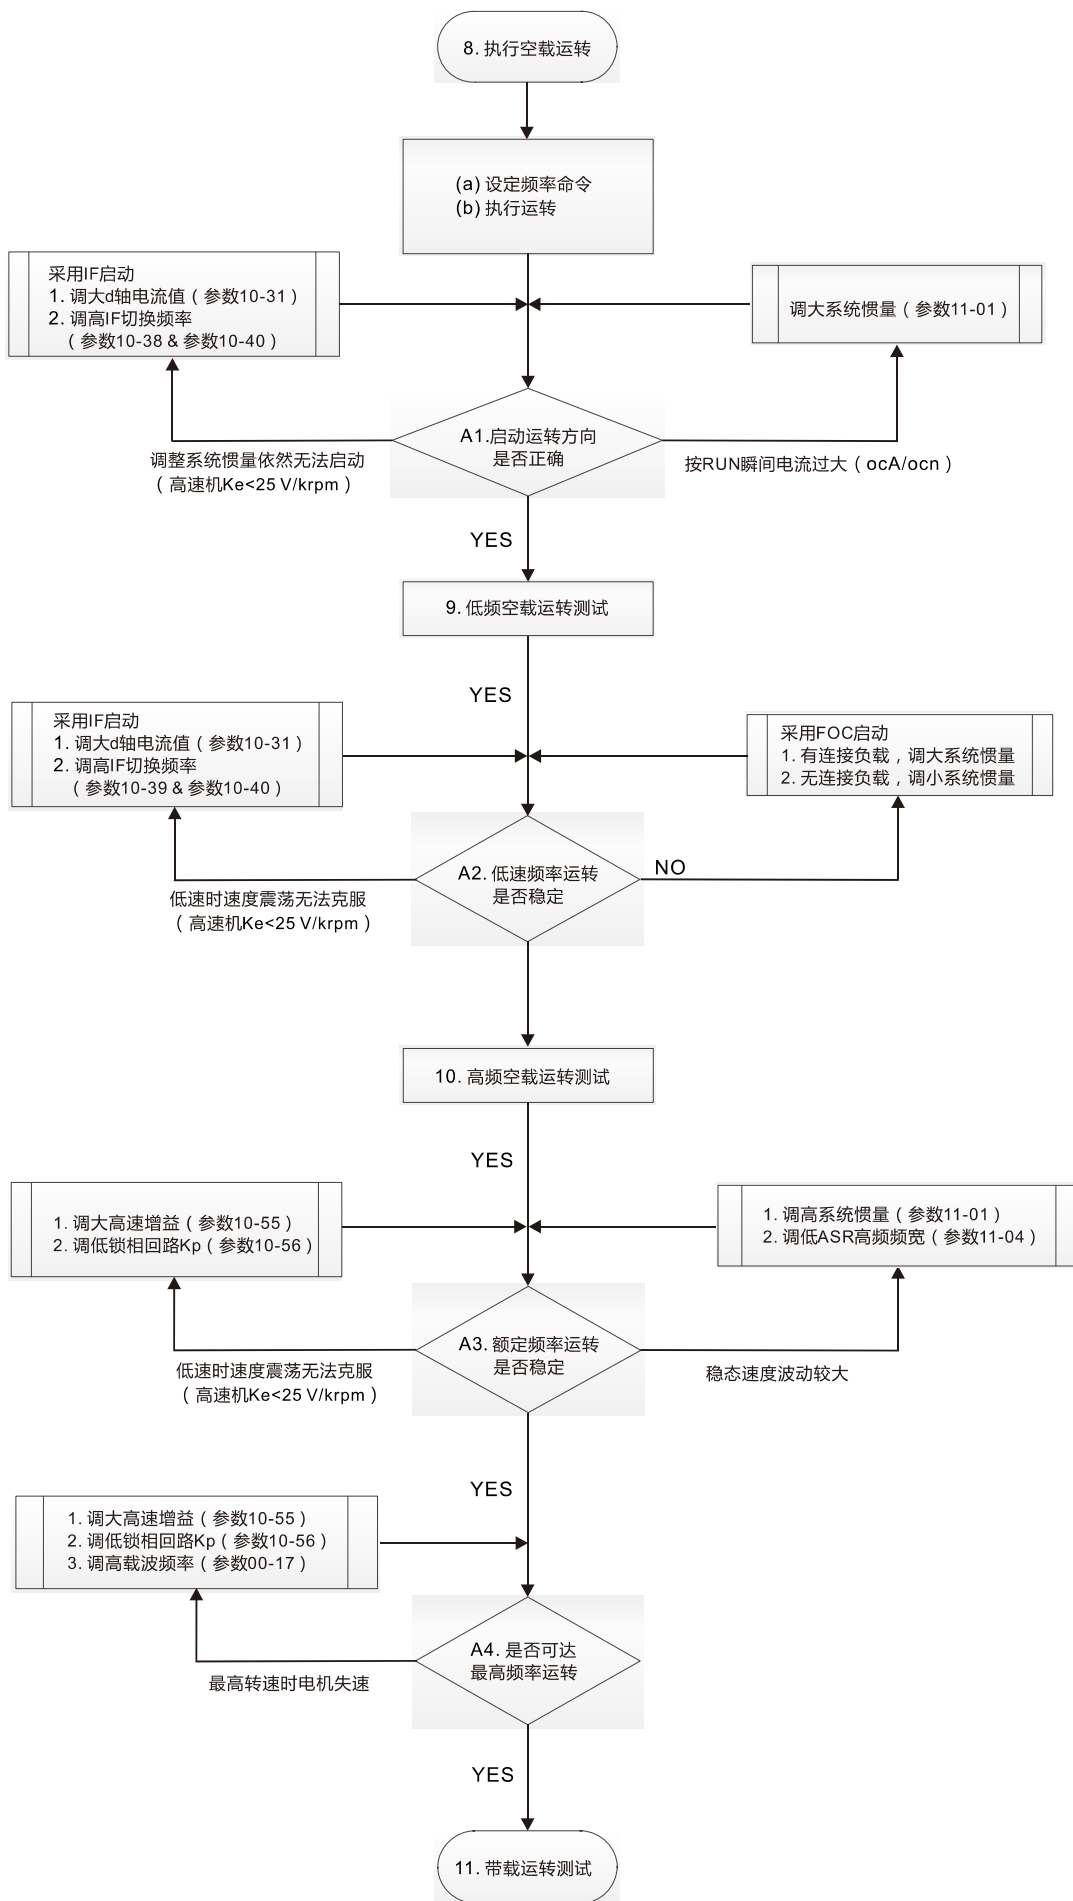 8. 执行空载运转
(a) 设定频率命令
(b) 执行运转
采用IF启动
1. 调大d轴电流值（参数10-31）
2. 调高IF切换频率
（参数10-38 & 参数10-40）
调大系统惯量（参数11-01）
A1.启动运转方向
是否正确
调整系统惯量依然无法启动
（高速机Ke<25 V/krpm）
按RUN瞬间电流过大（ocA/ocn）
YES
9. 低频空载运转测试
YES
采用IF启动
1. 调大d轴电流值（参数10-31）
2. 调高IF切换频率
（参数10-39 & 参数10-40）
采用FOC启动
1. 有连接负载，调大系统惯量
2. 无连接负载，调小系统惯量
A2. 低速频率运转
是否稳定
NO
低速时速度震荡无法克服
（高速机Ke<25 V/krpm）
10. 高频空载运转测试
YES
1. 调大高速增益（参数10-55）
2. 调低锁相回路Kp（参数10-56）
1. 调高系统惯量（参数11-01）
2. 调低ASR高频频宽（参数11-04）
A3. 额定频率运转
是否稳定
低速时速度震荡无法克服
（高速机Ke<25 V/krpm）
稳态速度波动较大
YES
1. 调大高速增益（参数10-55）
2. 调低锁相回路Kp（参数10-56）
3. 调高载波频率（参数00-17）
A4. 是否可达
最高频率运转
最高转速时电机失速
YES
11. 带载运转测试